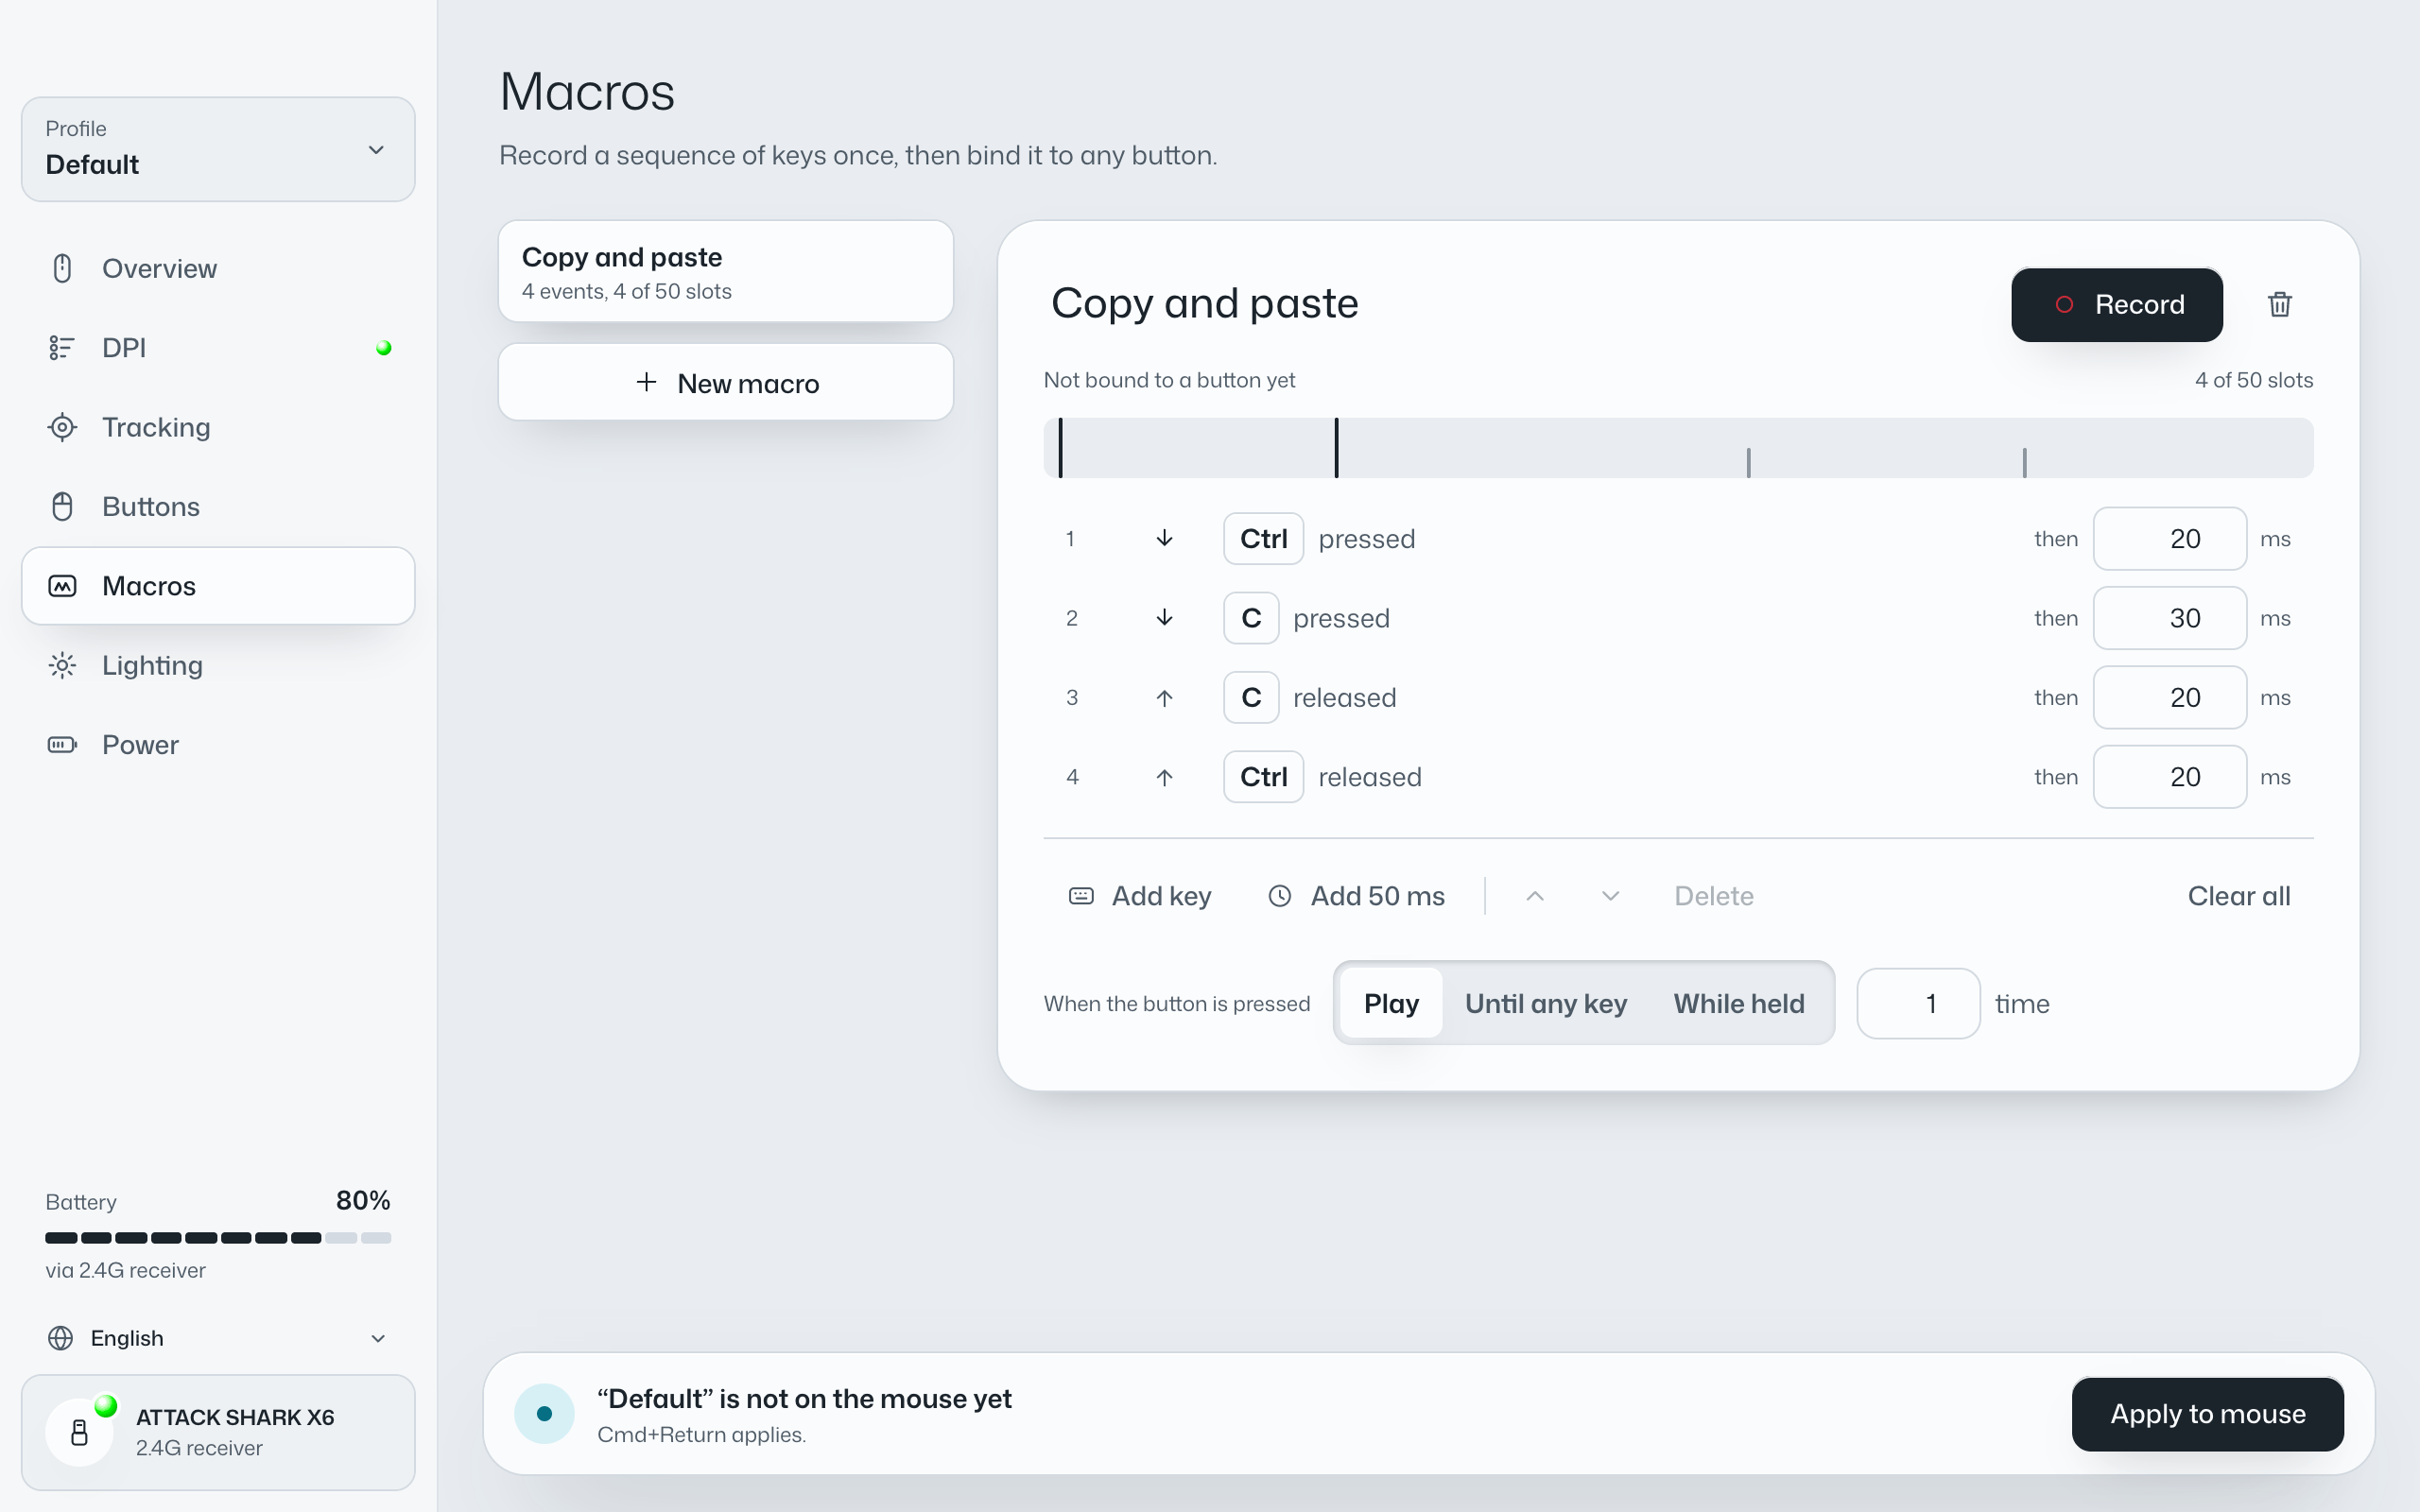 Profile
Default
Overview
DPI
Tracking
Buttons
Macros
Lighting
Power
Battery 80%
via 2.4G receiver
English
ATTACK SHARK X6
2.4G receiver
Macros
Record a sequence of keys once, then bind it to any button.
Copy and paste
4 events, 4 of 50 slots
New macro
Copy and paste
Record
Not bound to a button yet
4 of 50 slots
1 Ctrl pressed then 20 ms
2 C pressed then 30 ms
3 C released then 20 ms
4 Ctrl released then 20 ms
Add key Add 50 ms Delete Clear all
When the button is pressed Play Until any key While held 1 time
“Default” is not on the mouse yet
Cmd+Return applies.
Apply to mouse